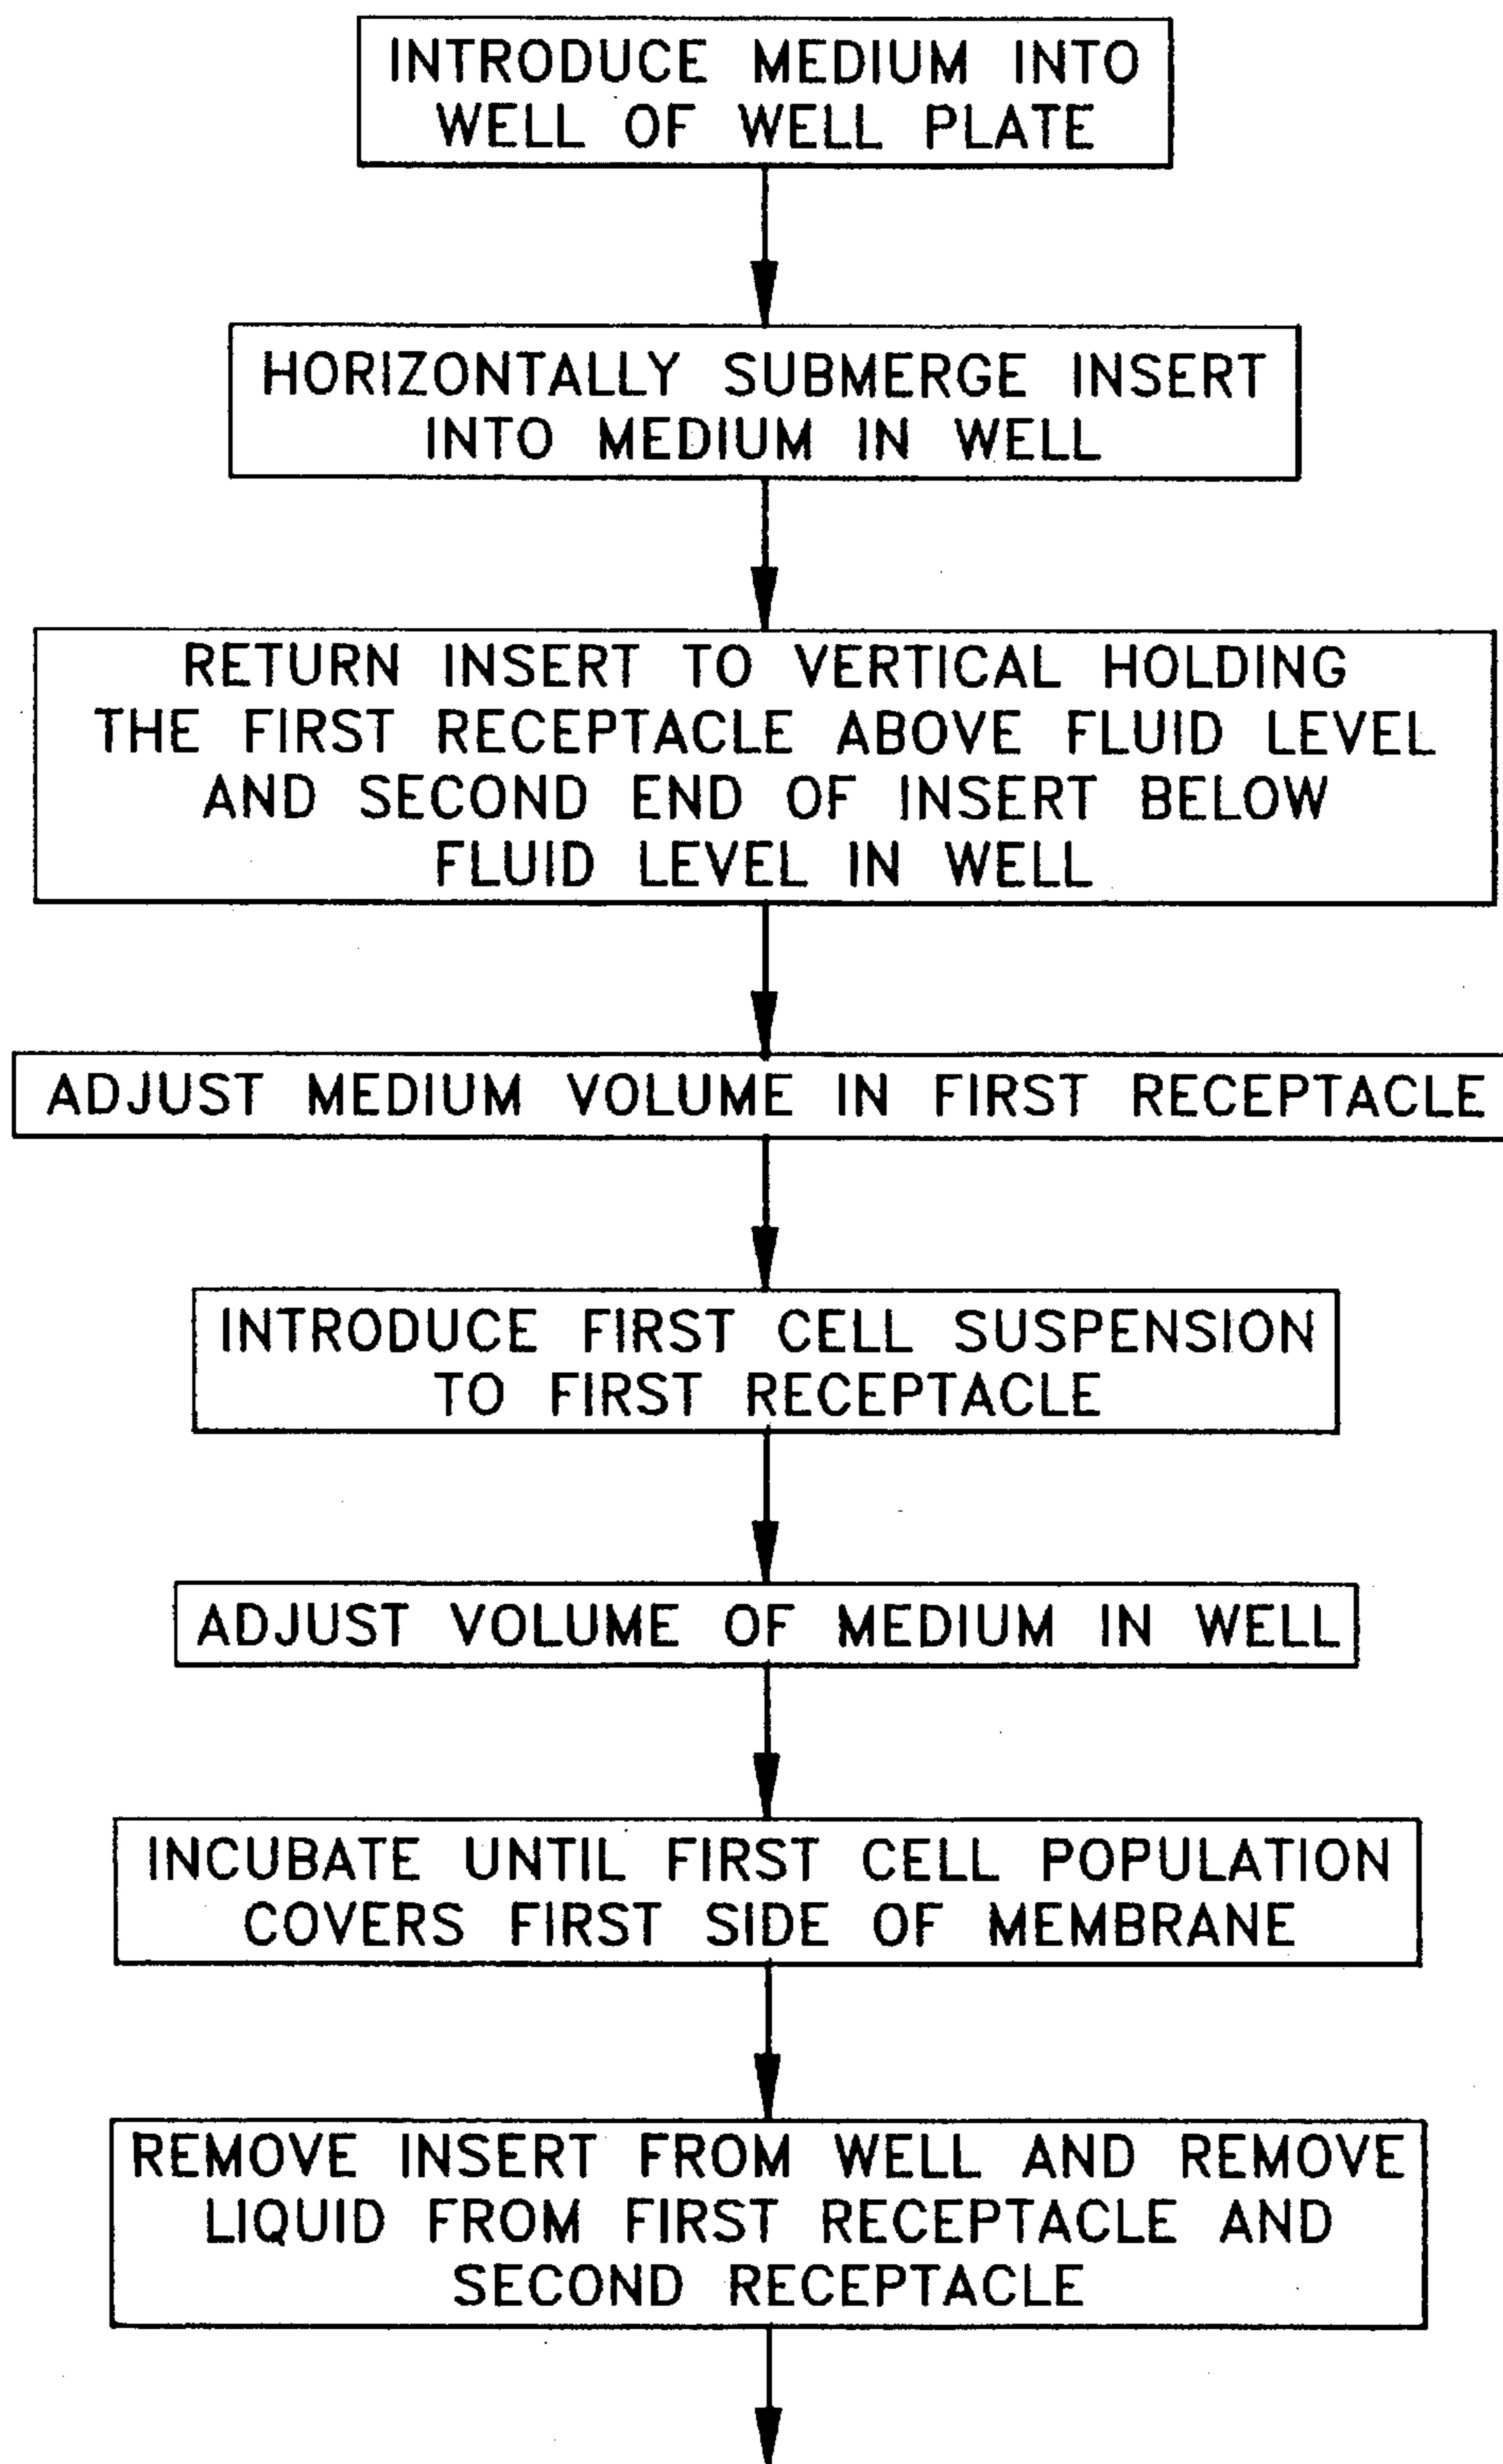 INTRODUCE MEDIUM INTO
WELL OF WELL PLATE
HORIZONTALLY SUBMERGE INSERT
INTO MEDIUM IN WELL
RETURN INSERT TO VERTICAL HOLDING
THE FIRST RECEPTACLE ABOVE FLUID LEVEL
AND SECOND END OF INSERT BELOW
FLUID LEVEL IN WELL
ADJUST MEDIUM VOLUME IN FIRST RECEPTACLE
INTRODUCE FIRST CELL SUSPENSION
TO FIRST RECEPTACLE
ADJUST VOLUME OF MEDIUM IN WELL
INCUBATE UNTIL FIRST CELL POPULATION
COVERS FIRST SIDE OF MEMBRANE
REMOVE INSERT FROM WELL AND REMOVE
LIQUID FROM FIRST RECEPTACLE AND
SECOND RECEPTACLE